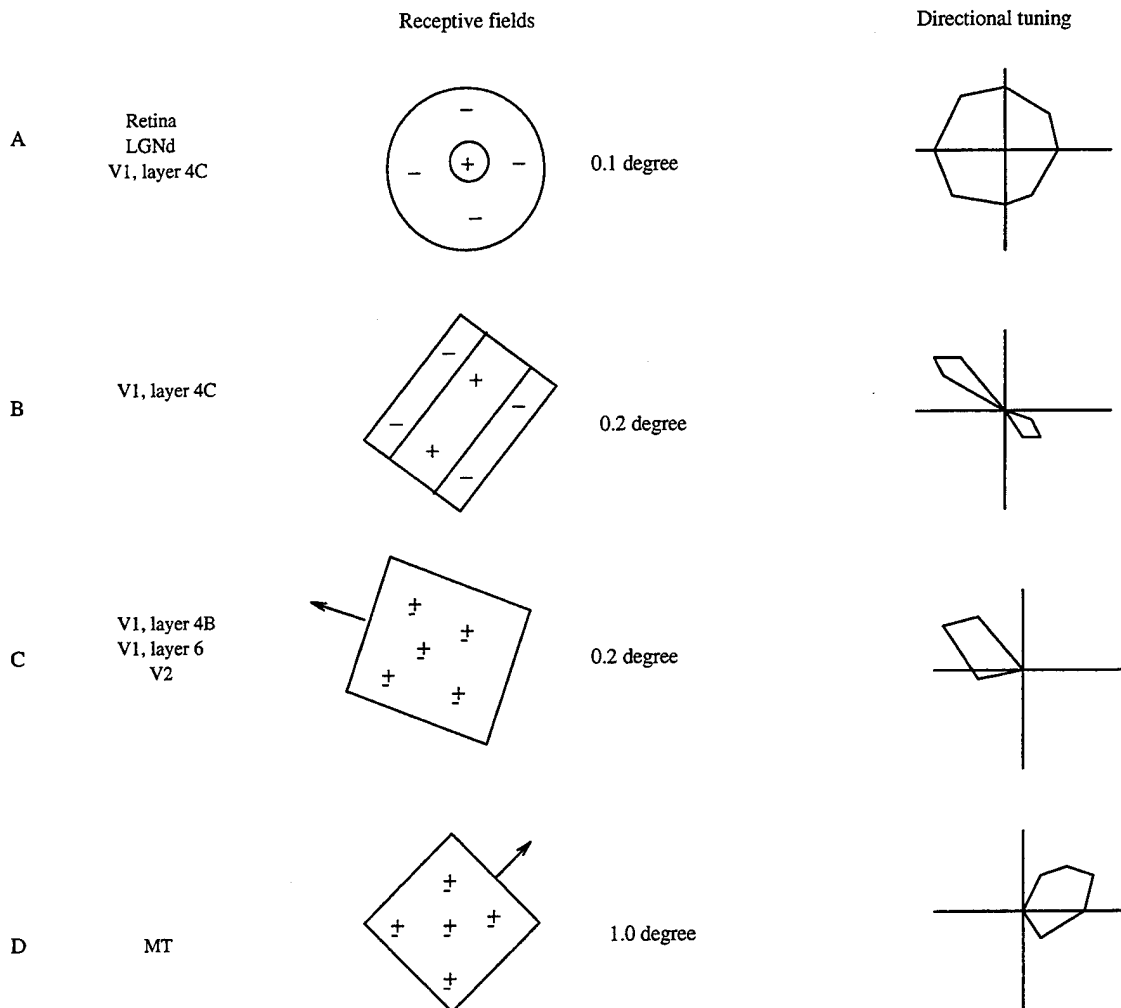 Receptive fields
Directional tuning
A
Retina
LGNd
V1, layer 4C
+
−
−
−
−
0.1 degree
B
V1, layer 4C
−
+
−
−
+
−
0.2 degree
C
V1, layer 4B
V1, layer 6
V2
±
±
±
±
±
0.2 degree
D
MT
±
±
±
±
±
1.0 degree